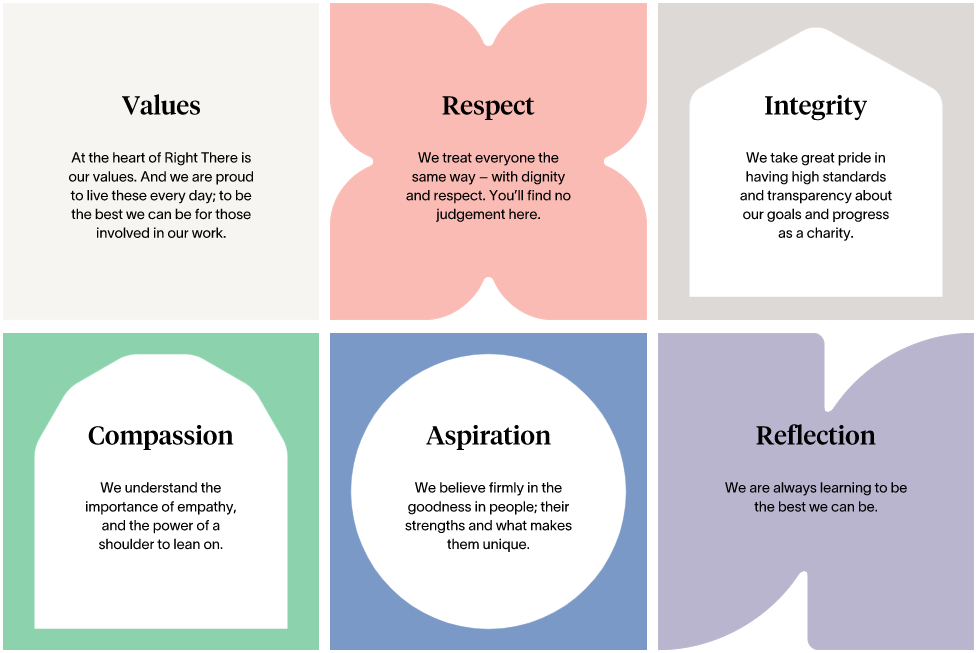 Values
At the heart of Right There is
our values. And we are proud
to live these every day; to be
the best we can be for those
involved in our work.
Respect
We treat everyone the
same way – with dignity
and respect. You’ll find no
judgement here.
Integrity
We take great pride in
having high standards
and transparency about
our goals and progress
as a charity.
Compassion
We understand the
importance of empathy,
and the power of a
shoulder to lean on.
Aspiration
We believe firmly in the
goodness in people; their
strengths and what makes
them unique.
Reflection
We are always learning to be
the best we can be.